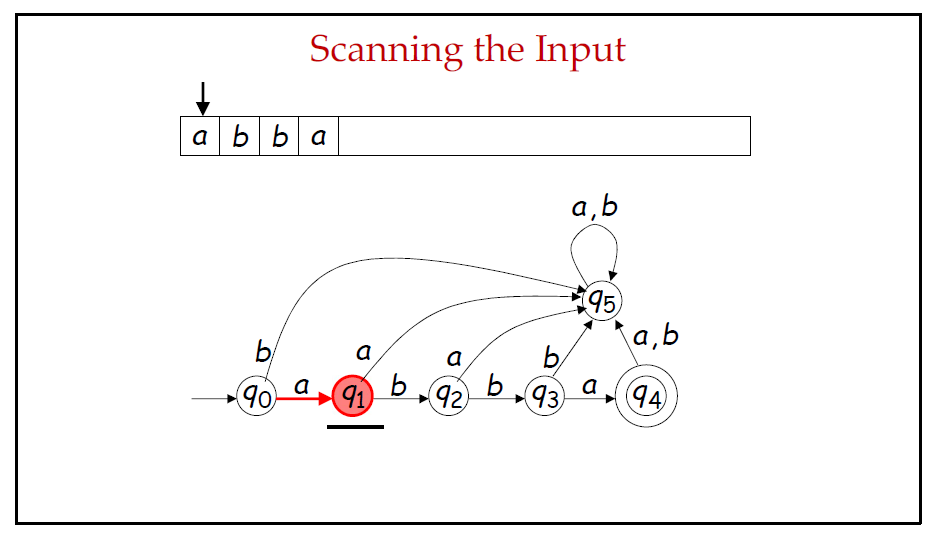 Scanning the Input
a b b a
a,b
q5
b a a b a,b
q0 a q1 b q2 b q3 a q4